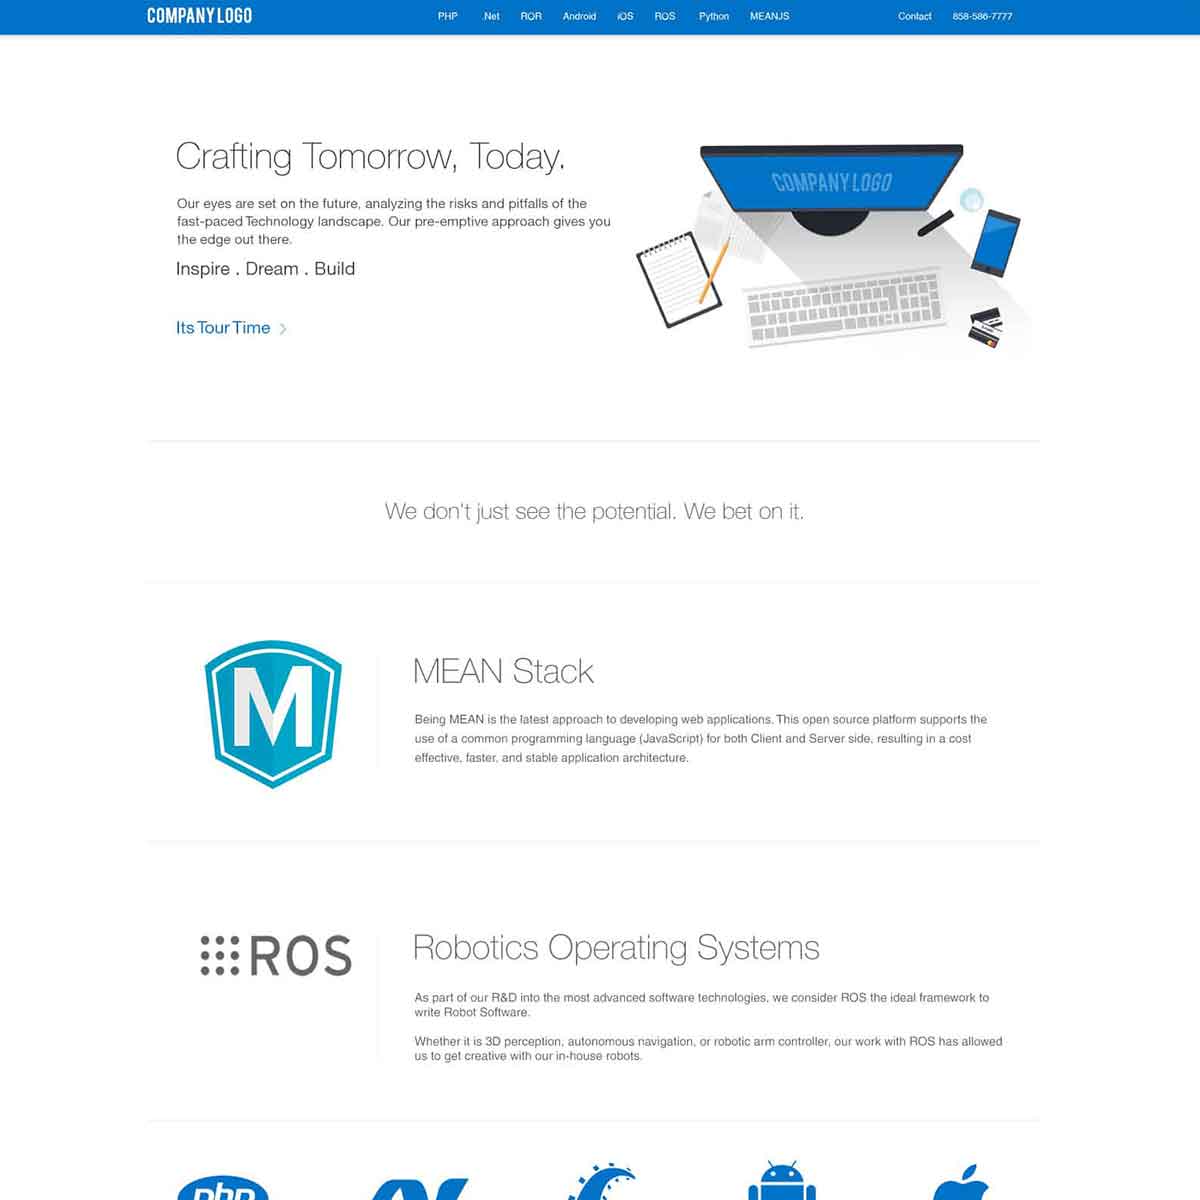 COMPANY LOGO
PHP .Net ROR Android iOS ROS Python MEANJS Contact 858-586-7777
Crafting Tomorrow, Today.
Our eyes are set on the future, analyzing the risks and pitfalls of the
fast-paced Technology landscape. Our pre-emptive approach gives you
the edge out there.
Inspire . Dream . Build
Its Tour Time
COMPANY LOGO
We don't just see the potential. We bet on it.
M
MEAN Stack
Being MEAN is the latest approach to developing web applications. This open source platform supports the
use of a common programming language (JavaScript) for both Client and Server side, resulting in a cost
effective, faster, and stable application architecture.
ROS
Robotics Operating Systems
As part of our R&D into the most advanced software technologies, we consider ROS the ideal framework to
write Robot Software.
Whether it is 3D perception, autonomous navigation, or robotic arm controller, our work with ROS has allowed
us to get creative with our in-house robots.
php